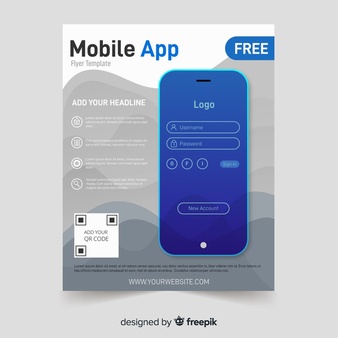 Mobile App
Flyer Template
FREE
ADD YOUR HEADLINE
Logo
Username
Password
B F I Sign In
New Account
ADD YOUR
QR CODE
WWW.YOURWEBSITE.COM
designed by freepik